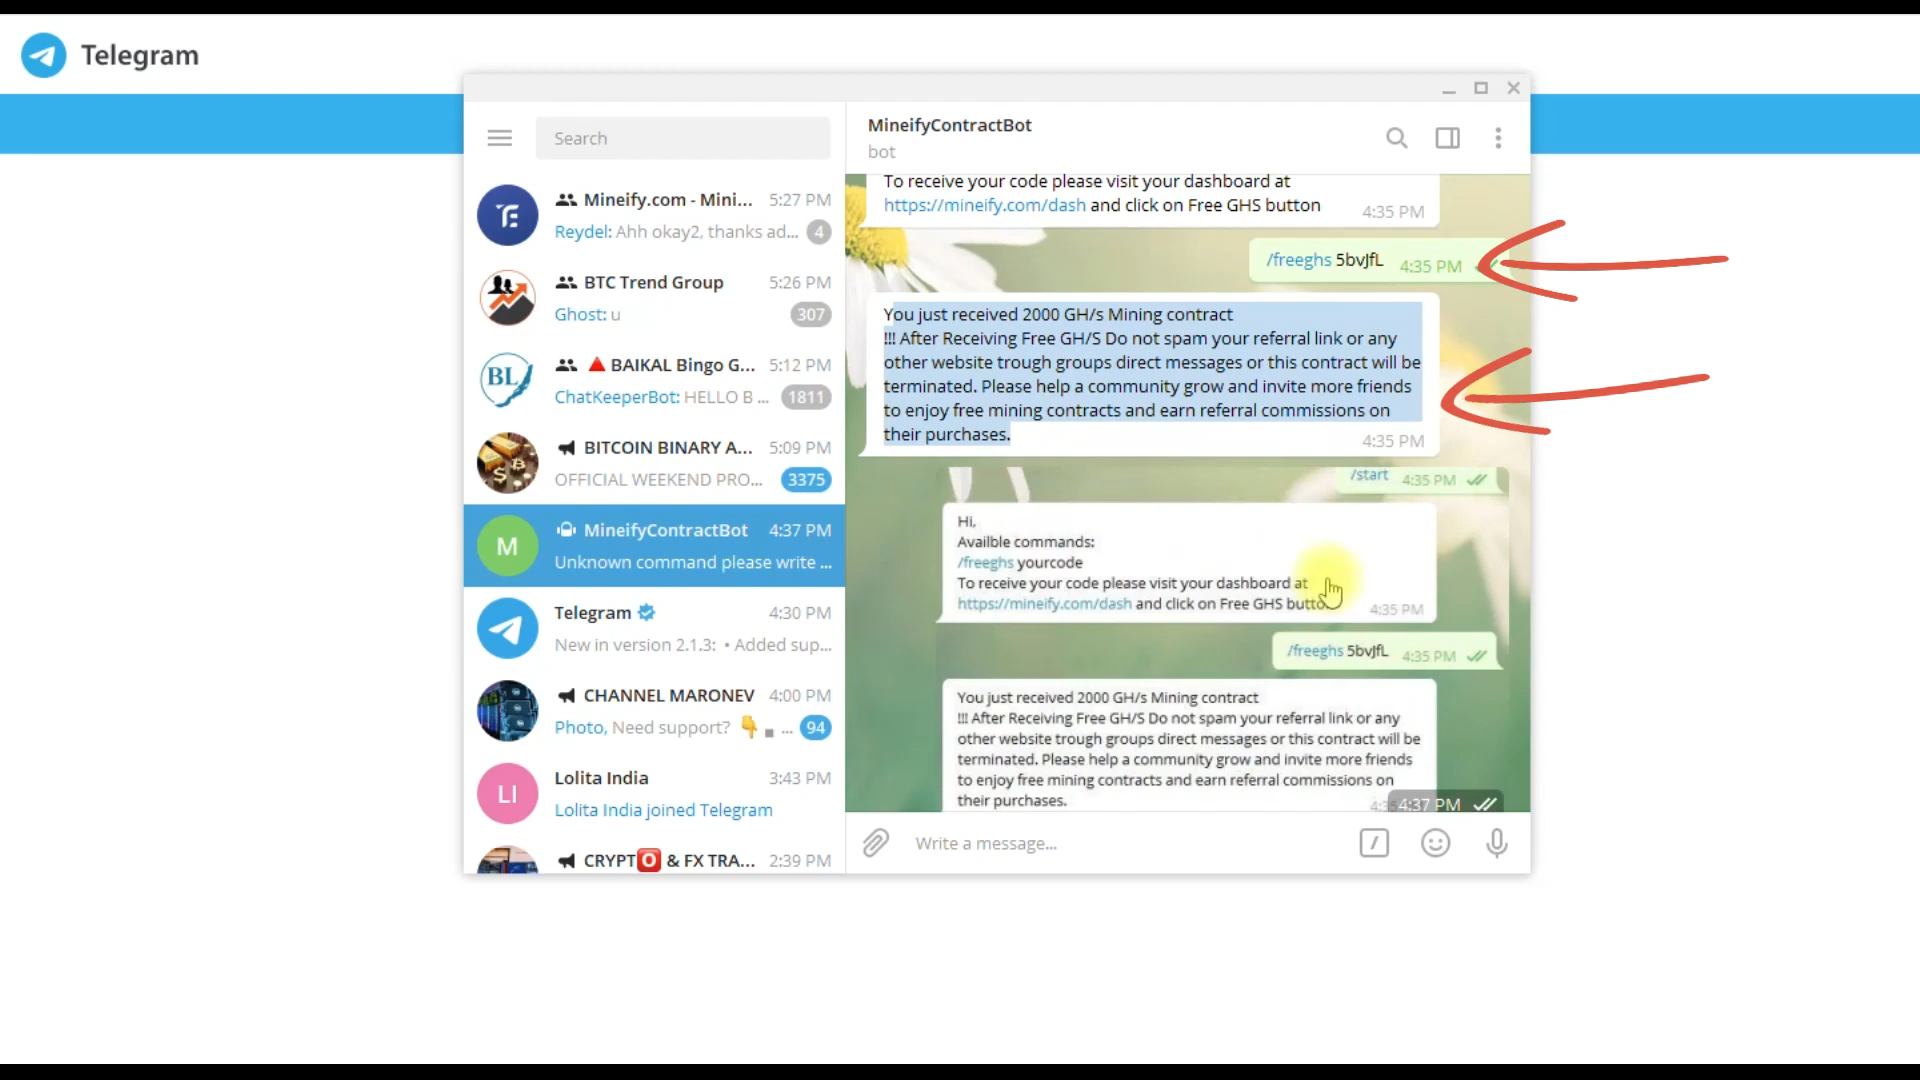 Telegram
Search
Mineify.com - Mini... 5:27 PM
Reydel: Ahh okay2, thanks ad... 4
BTC Trend Group 5:26 PM
Ghost: u 307
BL
🔺 BAIKAL Bingo G... 5:12 PM
ChatKeeperBot: HELLO B ... 1811
BITCOIN BINARY A... 5:09 PM
OFFICIAL WEEKEND PRO... 3375
M
MineifyContractBot 4:37 PM
Unknown command please write ...
Telegram 4:30 PM
New in version 2.1.3: • Added sup...
CHANNEL MARONEV 4:00 PM
Photo, Need support? 👇 ... 94
LI
Lolita India 3:43 PM
Lolita India joined Telegram
CRYPT🅾 & FX TRA... 2:39 PM
MineifyContractBot
bot
To receive your code please visit your dashboard at
https://mineify.com/dash and click on Free GHS button 4:35 PM
/freeghs 5bvJfL 4:35 PM
You just received 2000 GH/s Mining contract
!!! After Receiving Free GH/S Do not spam your referral link or any
other website trough groups direct messages or this contract will be
terminated. Please help a community grow and invite more friends
to enjoy free mining contracts and earn referral commissions on
their purchases. 4:35 PM
/start 4:35 PM
Hi,
Availble commands:
/freeghs yourcode
To receive your code please visit your dashboard at
https://mineify.com/dash and click on Free GHS 4:35 PM
/freeghs 5bvJfL 4:35 PM
You just received 2000 GH/s Mining contract
!!! After Receiving Free GH/S Do not spam your referral link or any
other website trough groups direct messages or this contract will be
terminated. Please help a community grow and invite more friends
to enjoy free mining contracts and earn referral commissions on
their purchases. 4:37 PM
Write a message...